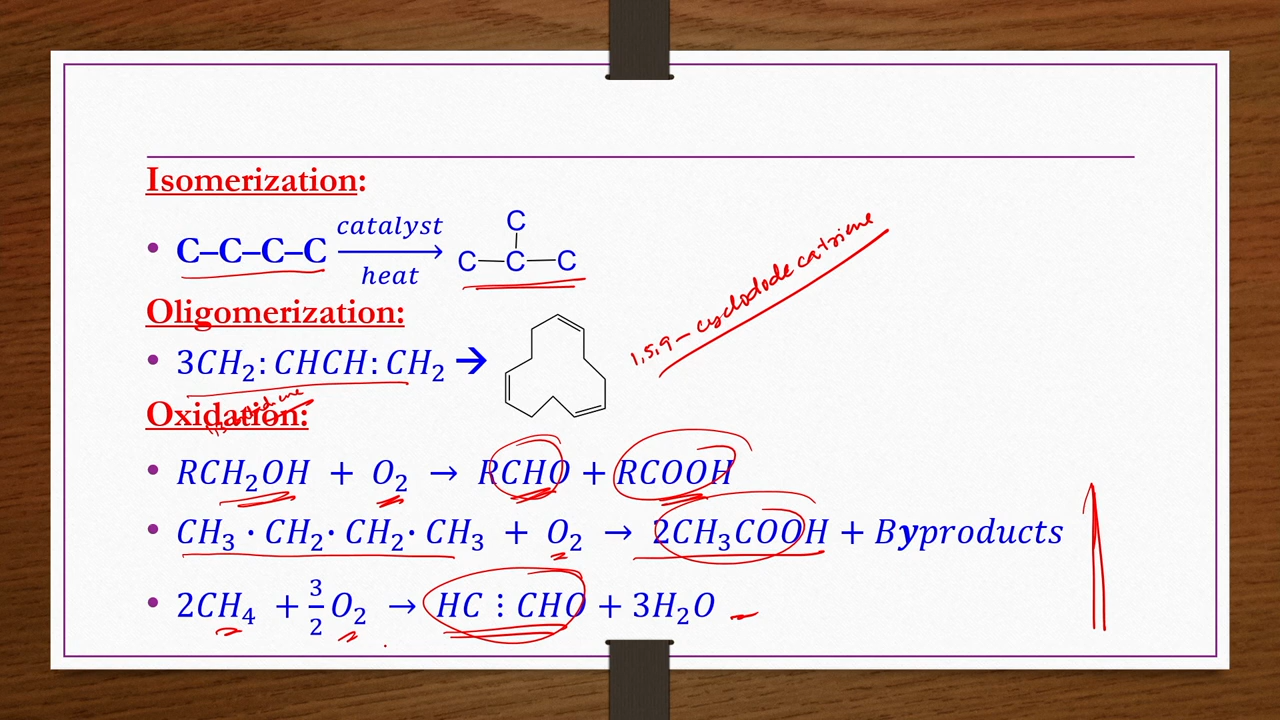 Isomerization:
• C–C–C–C catalyst heat → C C — C — C
Oligomerization:
• 3CH₂:CHCH:CH₂ ➔
1,5,9 – cyclododecatriene
Oxidation:
• RCH₂OH + O₂ → RCHO + RCOOH
• CH₃·CH₂·CH₂·CH₃ + O₂ → 2CH₃COOH + Byproducts
• 2CH₄ + 3/2 O₂ → HC⋮CHO + 3H₂O